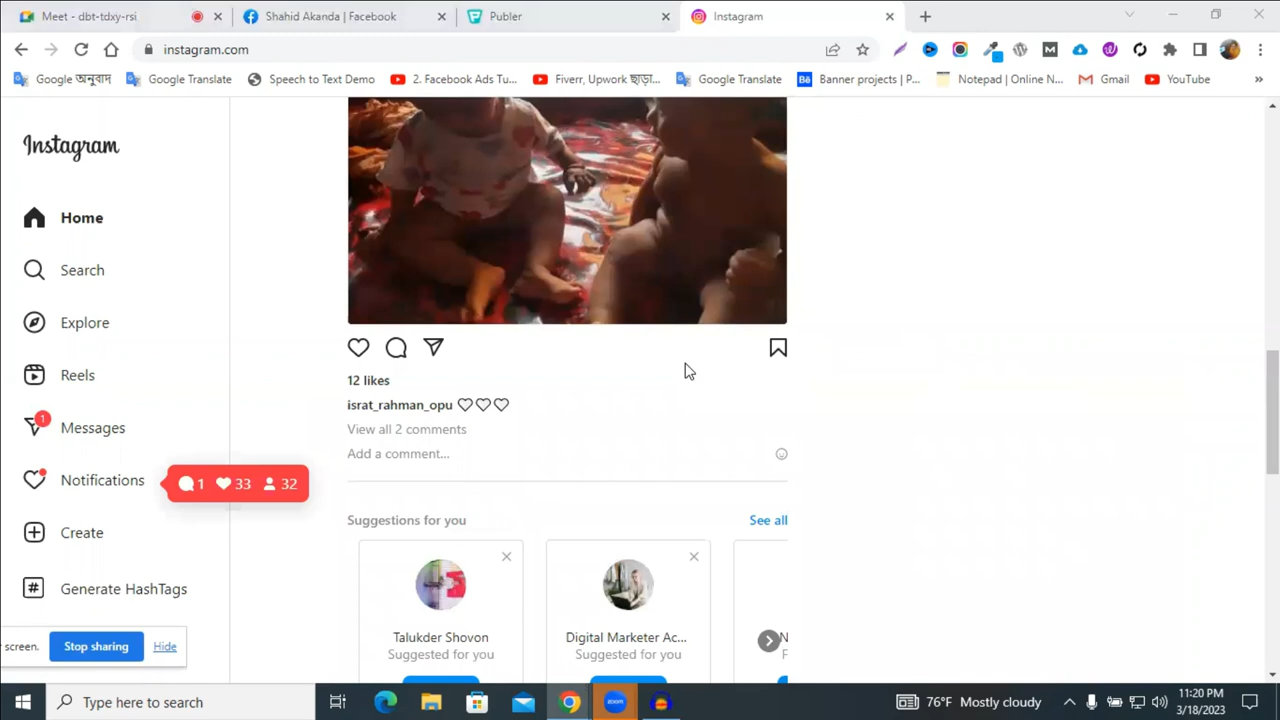 Meet - dbt-tdxy-rsi
Shahid Akanda | Facebook
Publer
Instagram
instagram.com
Google অনুবাদ
Google Translate
Speech to Text Demo
2. Facebook Ads Tu...
Fiverr, Upwork ছাড়া...
Google Translate
Bē
Banner projects | P...
Notepad | Online N...
Gmail
YouTube
Instagram
Home
Search
Explore
Reels
1
Messages
Notifications
1 33 32
Create
Generate HashTags
screen.
Stop sharing
Hide
12 likes
israt_rahman_opu
View all 2 comments
Add a comment...
Suggestions for you
See all
Talukder Shovon
Suggested for you
Digital Marketer Ac...
Suggested for you
Type here to search
zoom
76°F Mostly cloudy
11:20 PM
3/18/2023